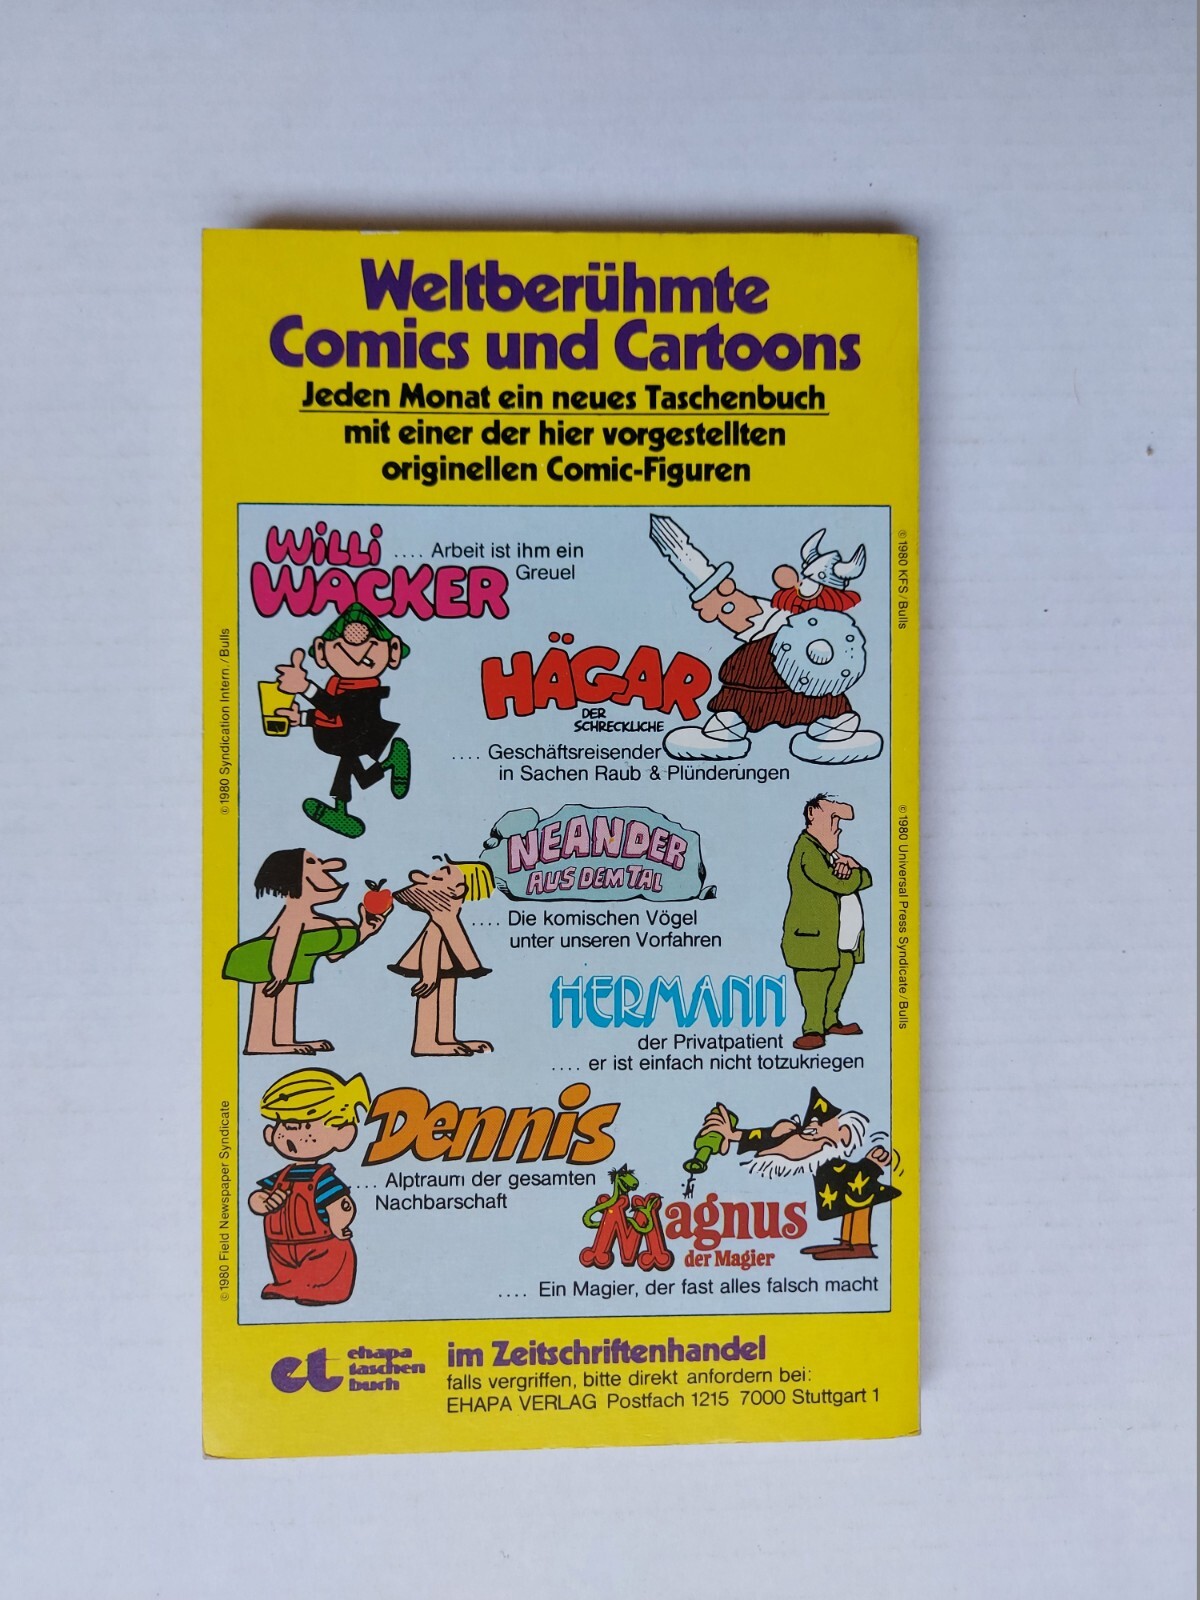 Weltberühmte
Comics und Cartoons
Jeden Monat ein neues Taschenbuch
mit einer der hier vorgestellten
originellen Comic-Figuren
WiLLi
WACKER
.... Arbeit ist ihm ein
Greuel
HÄGAR
DER
SCHRECKLICHE
.... Geschäftsreisender
in Sachen Raub & Plünderungen
NEANDER
AUS DEM TAL
.... Die komischen Vögel
unter unseren Vorfahren
HERMANN
der Privatpatient
.... er ist einfach nicht totzukriegen
Dennis
.... Alptraum der gesamten
Nachbarschaft
Magnus
der Magier
.... Ein Magier, der fast alles falsch macht
© 1980 Syndication Intern./Bulls
© 1980 Field Newspaper Syndicate
© 1980 KFS/Bulls
© 1980 Universal Press Syndicate/Bulls
et
ehapa
taschen
buch
im Zeitschriftenhandel
falls vergriffen, bitte direkt anfordern bei:
EHAPA VERLAG Postfach 1215 7000 Stuttgart 1